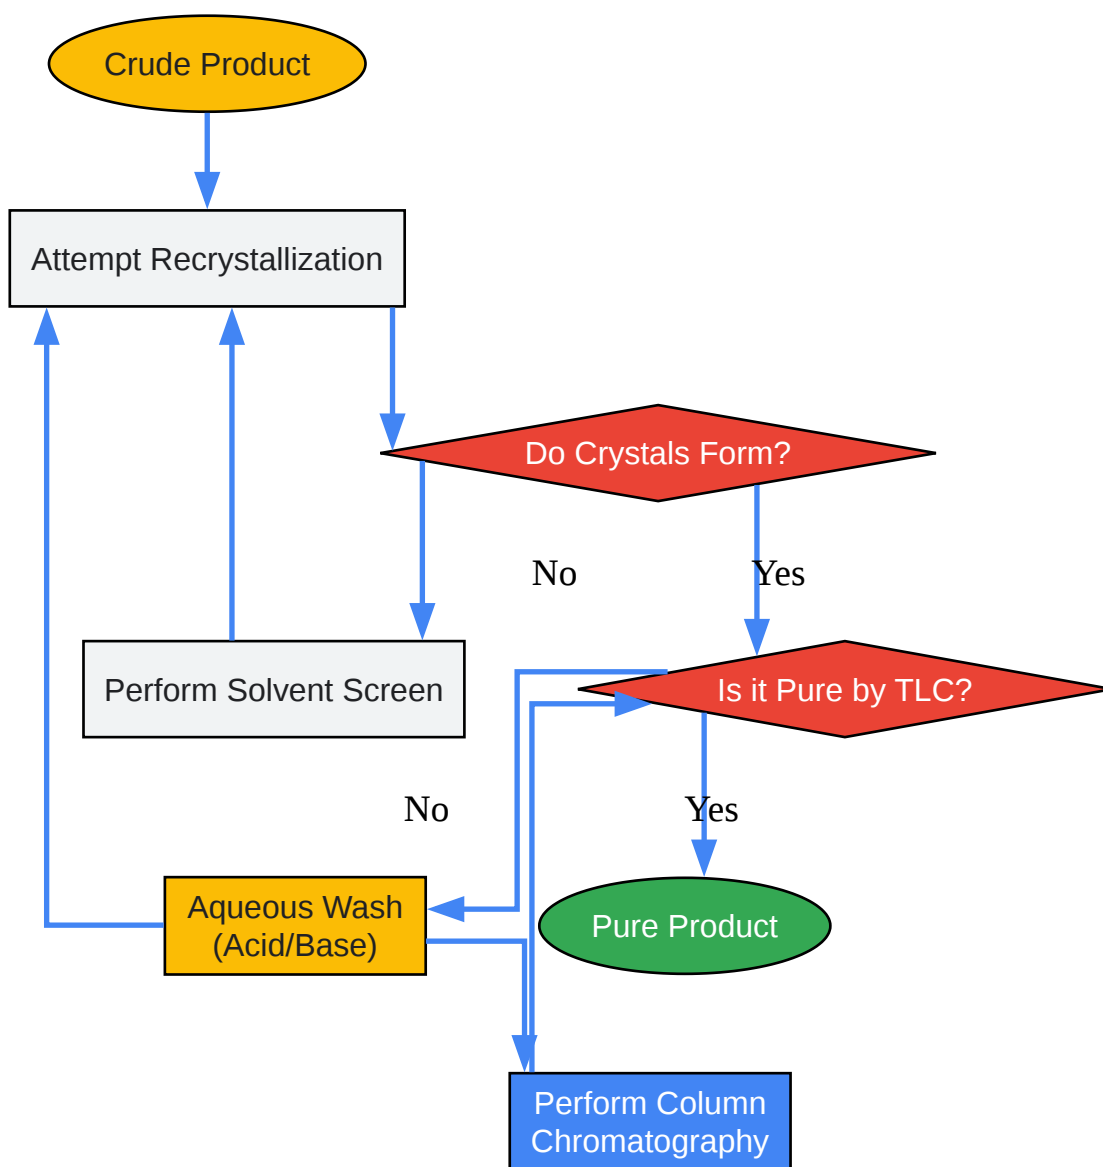 Crude Product
Attempt Recrystallization
Do Crystals Form?
No
Yes
Perform Solvent Screen
Is it Pure by TLC?
No
Yes
Aqueous Wash
(Acid/Base)
Pure Product
Perform Column
Chromatography